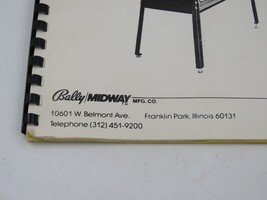 Bally/MIDWAY MFG. CO.
10601 W. Belmont Ave. Franklin Park, Illinois 60131
Telephone (312) 451-9200